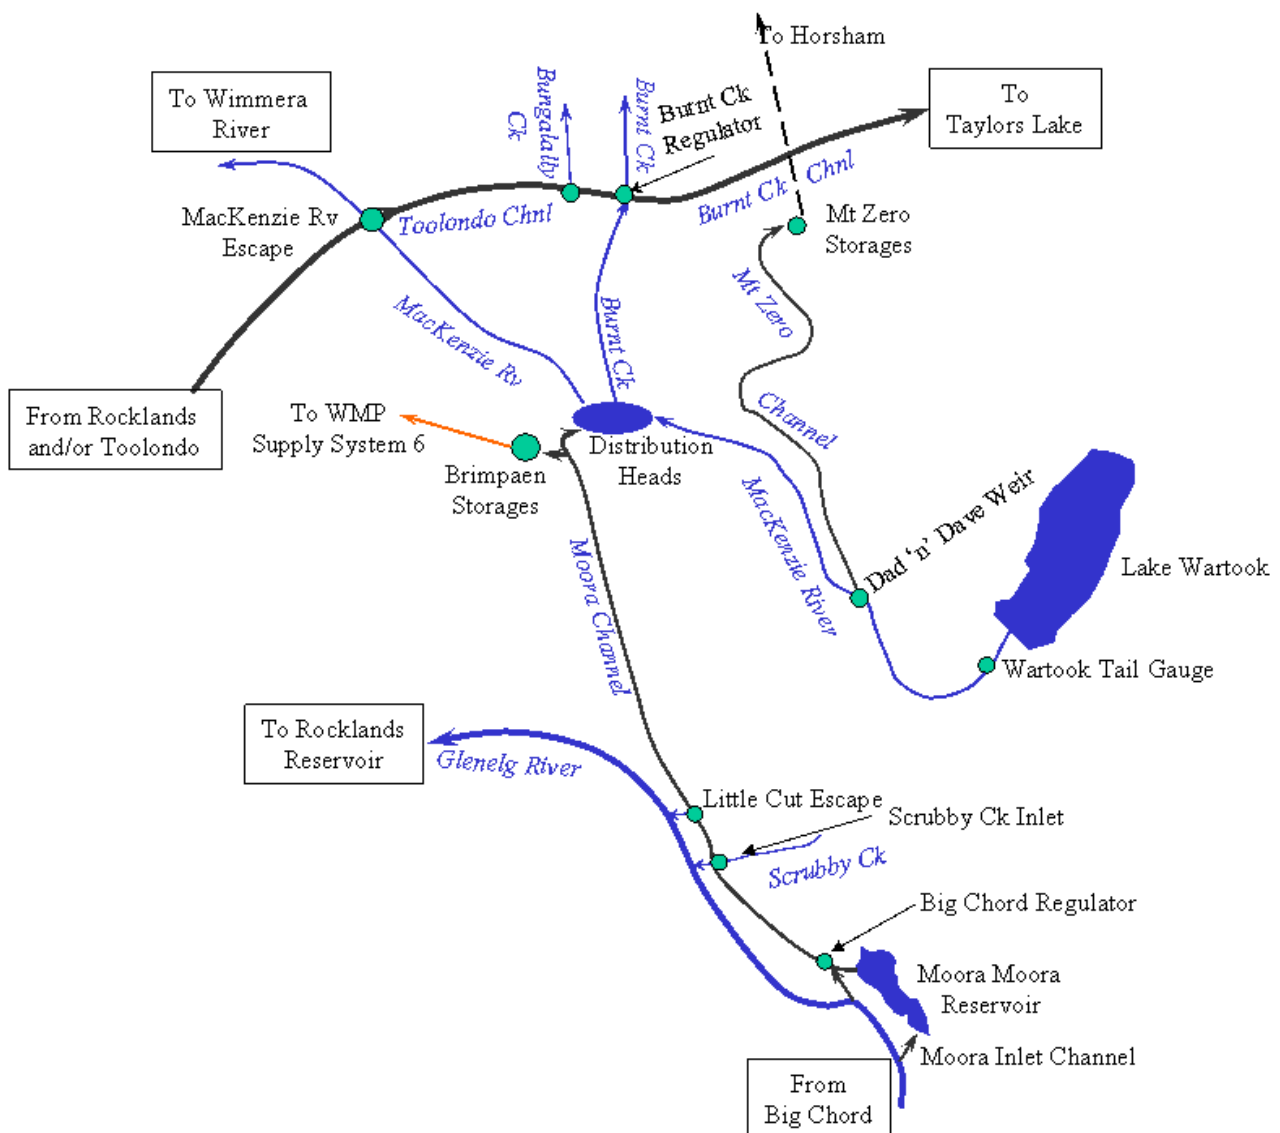 To Horsham
To Wimmera
River
Bungalally
Ck
Burnt Ck
Burnt Ck
Regulator
To
Taylors Lake
MacKenzie Rv
Escape
Toolondo Chnl
Burnt Ck Chnl
Mt Zero
Storages
MacKenzie Rv
Burnt Ck
Mt Zero
Channel
From Rocklands
and/or Toolondo
To WMP
Supply System 6
Brimpaen
Storages
Distribution
Heads
MacKenzie River
Dad ‘n’ Dave Weir
Lake Wartook
Wartook Tail Gauge
Moora Channel
To Rocklands
Reservoir
Glenelg River
Little Cut Escape
Scrubby Ck Inlet
Scrubby Ck
Big Chord Regulator
Moora Moora
Reservoir
Moora Inlet Channel
From
Big Chord